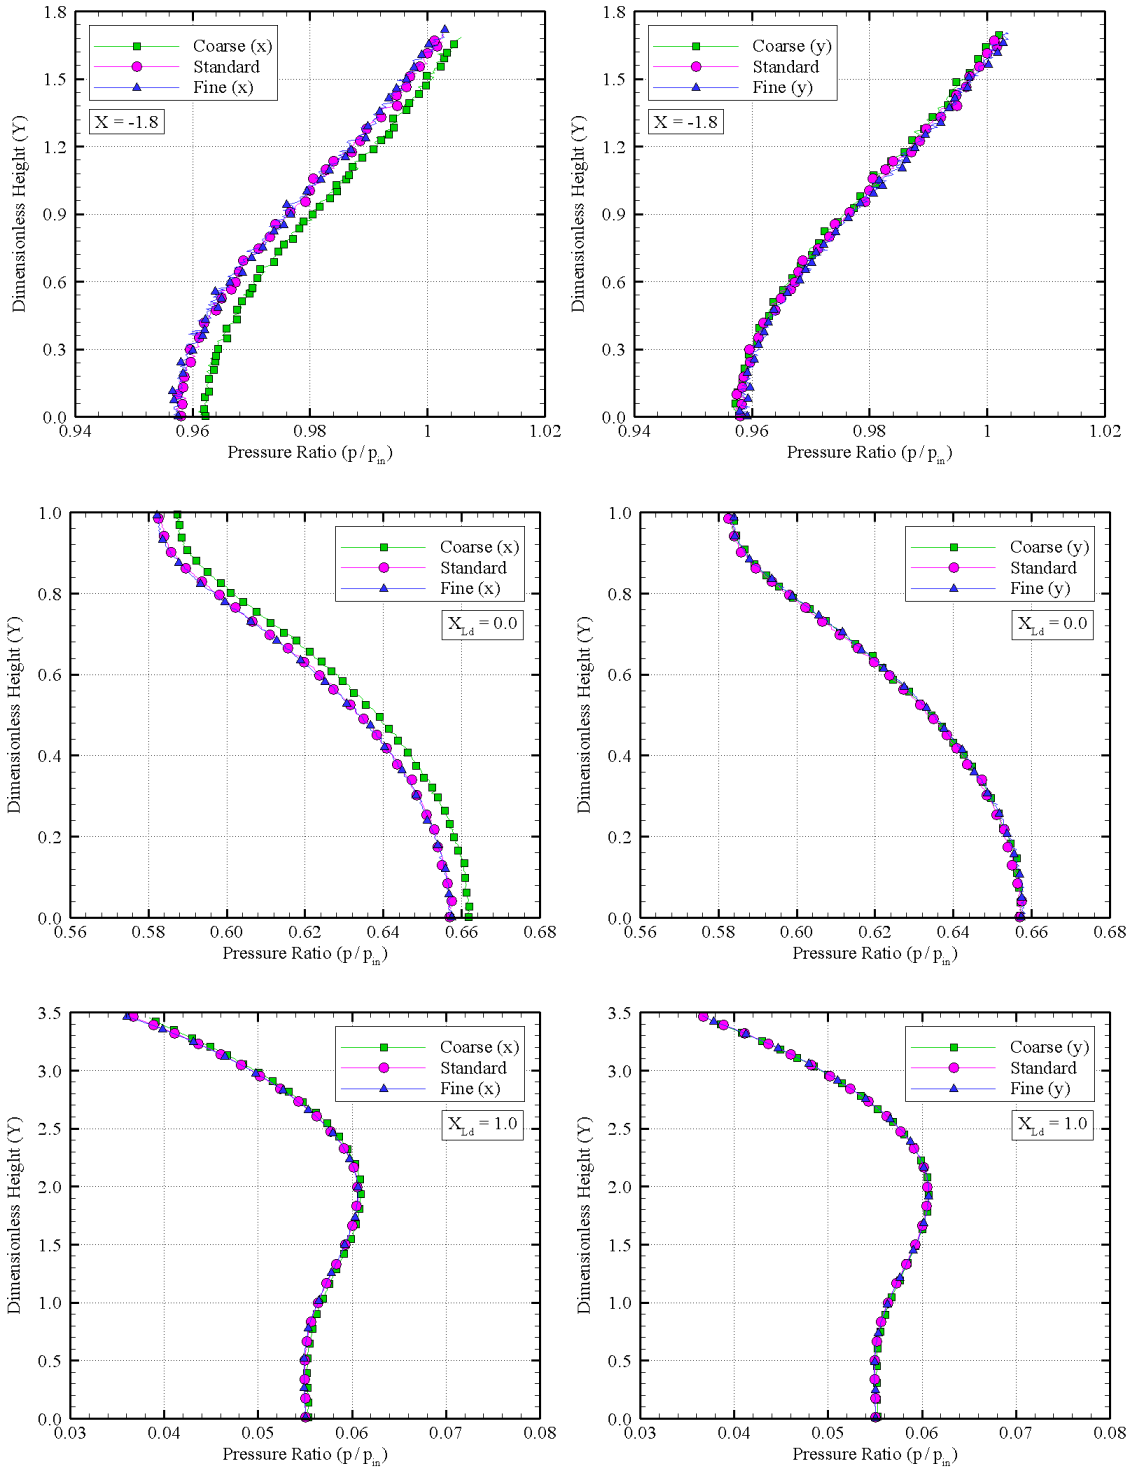 1.8
1.5
1.2
0.9
0.6
0.3
0.0
Dimensionless Height (Y)
Coarse (x)
Standard
Fine (x)
X = -1.8
0.94
0.96
0.98
1
1.02
Pressure Ratio (p / p_in)
1.8
1.5
1.2
0.9
0.6
0.3
0.0
Dimensionless Height (Y)
Coarse (y)
Standard
Fine (y)
X = -1.8
0.94
0.96
0.98
1
1.02
Pressure Ratio (p / p_in)
1.0
0.8
0.6
0.4
0.2
0.0
Dimensionless Height (Y)
Coarse (x)
Standard
Fine (x)
X_Ld = 0.0
0.56
0.58
0.60
0.62
0.64
0.66
0.68
Pressure Ratio (p / p_in)
1.0
0.8
0.6
0.4
0.2
0.0
Dimensionless Height (Y)
Coarse (y)
Standard
Fine (y)
X_Ld = 0.0
0.56
0.58
0.60
0.62
0.64
0.66
0.68
Pressure Ratio (p / p_in)
3.5
3.0
2.5
2.0
1.5
1.0
0.5
0.0
Dimensionless Height (Y)
Coarse (x)
Standard
Fine (x)
X_Ld = 1.0
0.03
0.04
0.05
0.06
0.07
0.08
Pressure Ratio (p / p_in)
3.5
3.0
2.5
2.0
1.5
1.0
0.5
0.0
Dimensionless Height (Y)
Coarse (y)
Standard
Fine (y)
X_Ld = 1.0
0.03
0.04
0.05
0.06
0.07
0.08
Pressure Ratio (p / p_in)